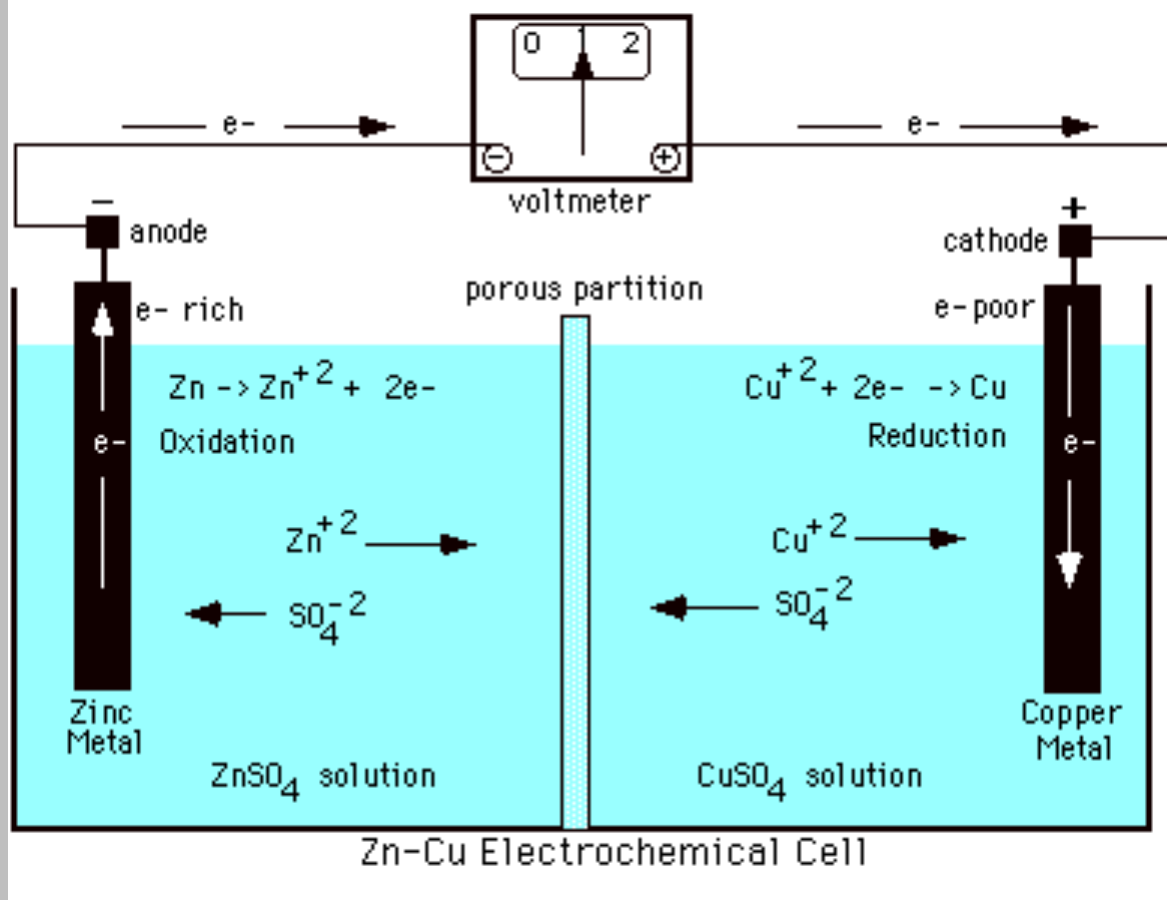 0 1 2
e- e-
− +
voltmeter
− +
anode cathode
porous partition
e- rich e-poor
Zn -> Zn+2 + 2e- Cu+2 + 2e- -> Cu
e- Oxidation Reduction e-
Zn+2 Cu+2
SO4-2 SO4-2
Zinc Copper
Metal Metal
ZnSO4 solution CuSO4 solution
Zn-Cu Electrochemical Cell